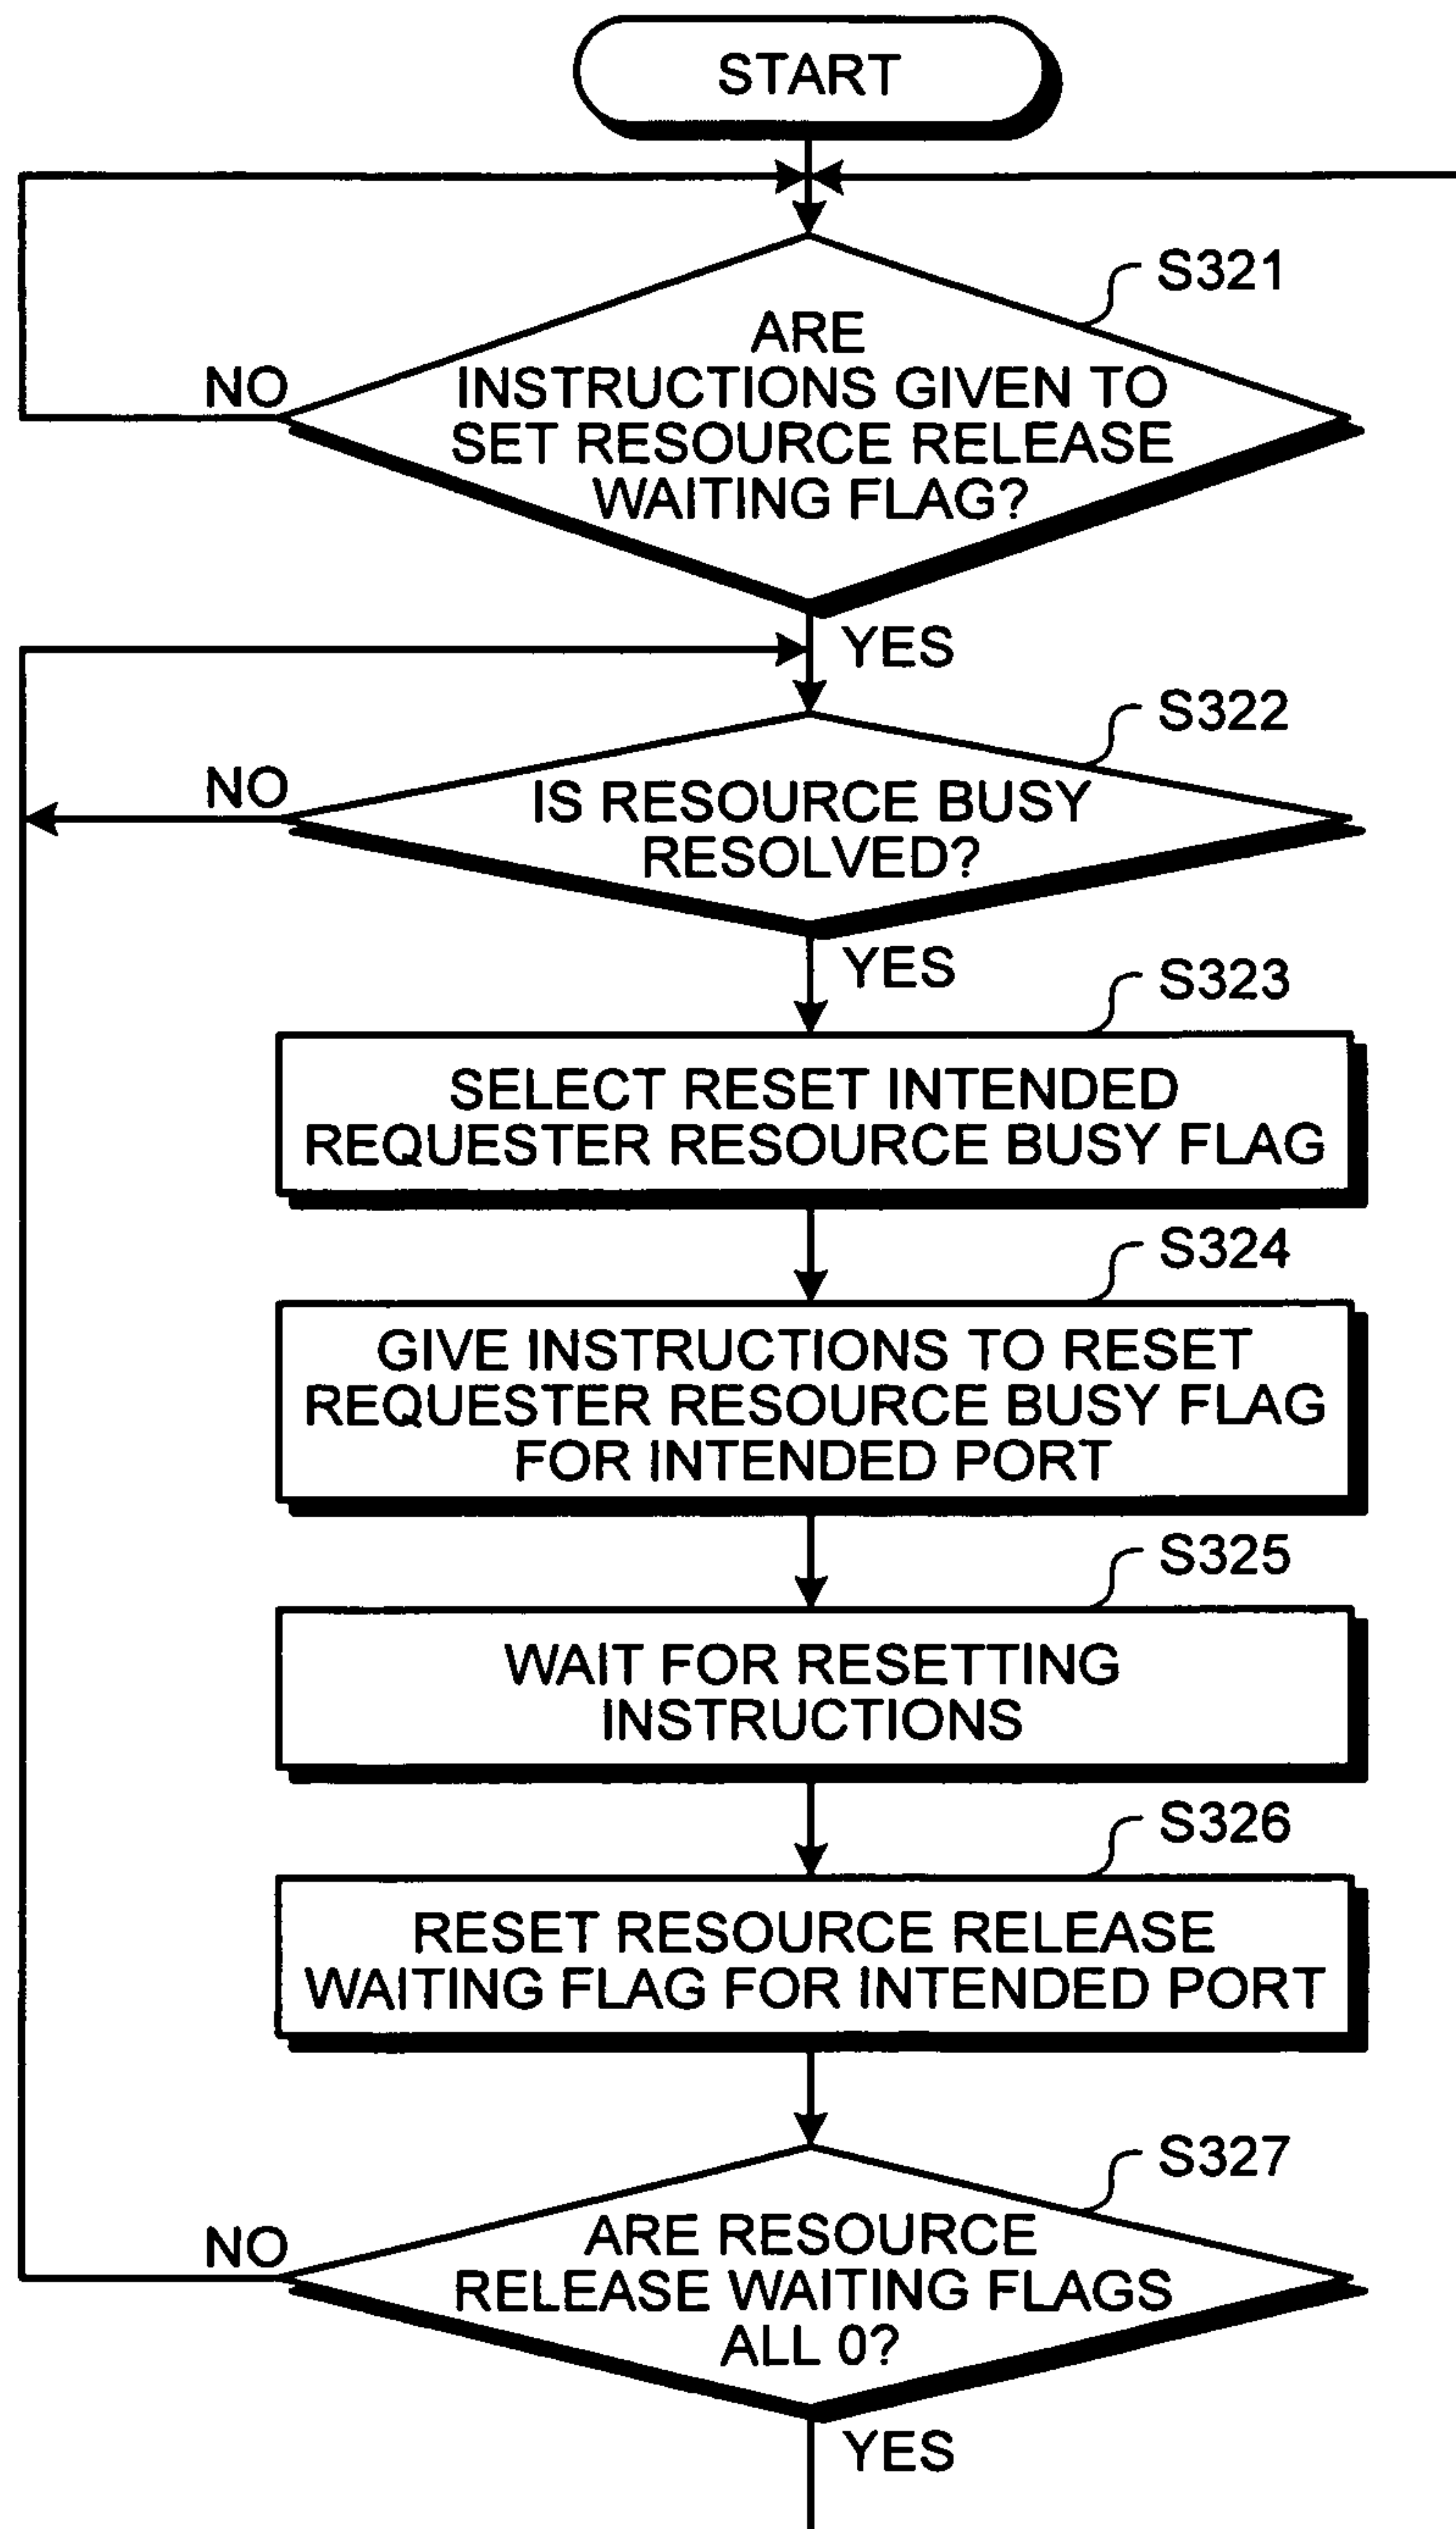 START
S321
ARE
INSTRUCTIONS GIVEN TO
SET RESOURCE RELEASE
WAITING FLAG?
NO
YES
S322
IS RESOURCE BUSY
RESOLVED?
NO
YES
S323
SELECT RESET INTENDED
REQUESTER RESOURCE BUSY FLAG
S324
GIVE INSTRUCTIONS TO RESET
REQUESTER RESOURCE BUSY FLAG
FOR INTENDED PORT
S325
WAIT FOR RESETTING
INSTRUCTIONS
S326
RESET RESOURCE RELEASE
WAITING FLAG FOR INTENDED PORT
S327
ARE RESOURCE
RELEASE WAITING FLAGS
ALL 0?
NO
YES